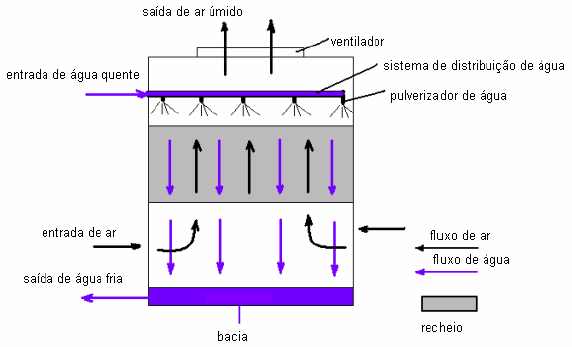 saída de ar úmido
ventilador
sistema de distribuição de água
entrada de água quente
pulverizador de água
entrada de ar
fluxo de ar
fluxo de água
saída de água fria
recheio
bacia